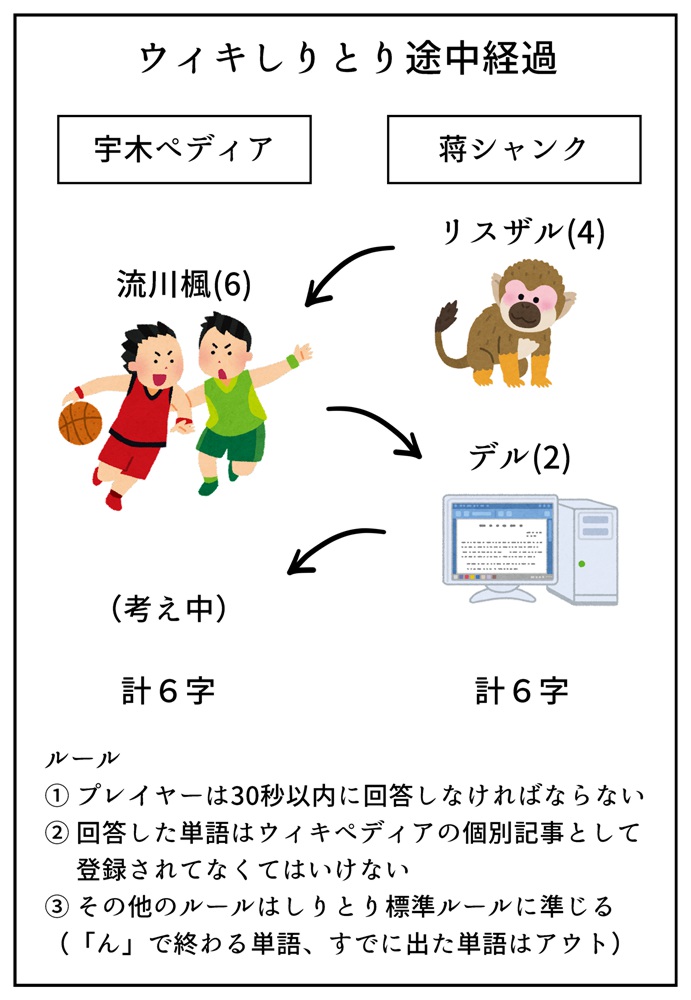 ウィキしりとり途中経過
宇木ペディア
蒋シャンク
リスザル(4)
流川楓(6)
デル(2)
（考え中）
計６字
計６字
ルール
① プレイヤーは30秒以内に回答しなければならない
② 回答した単語はウィキペディアの個別記事として
登録されてなくてはいけない
③ その他のルールはしりとり標準ルールに準じる
（「ん」で終わる単語、すでに出た単語はアウト）